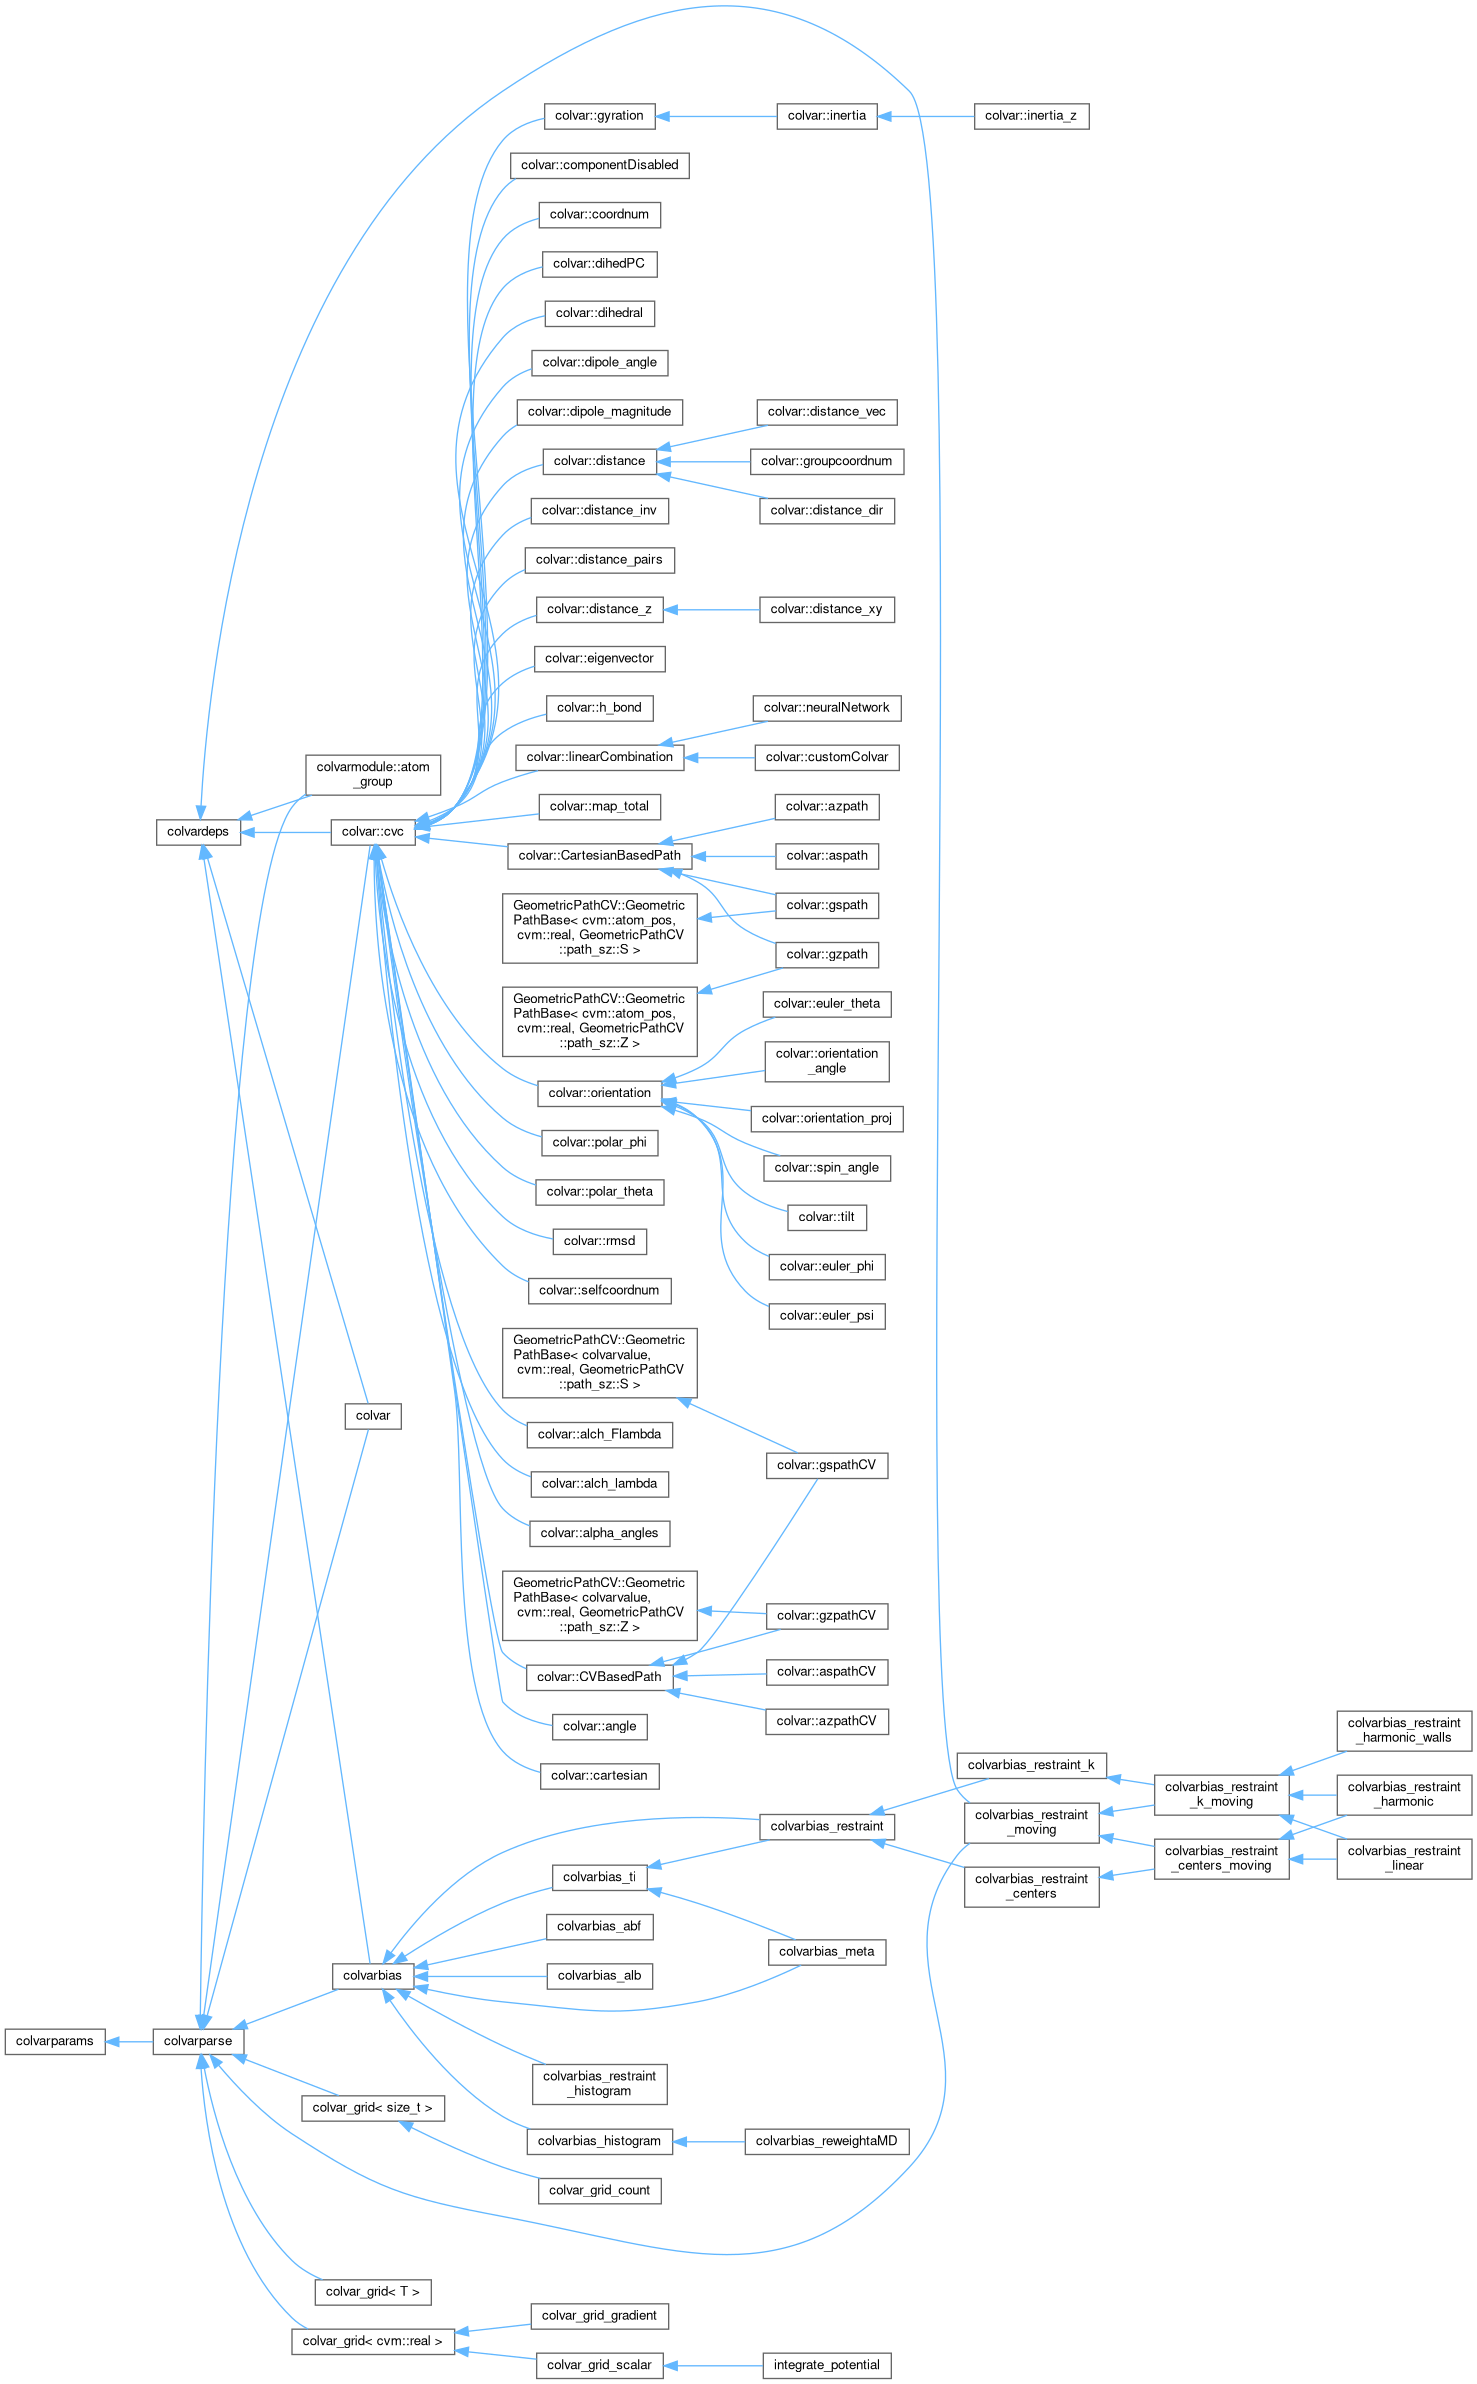 colvar::gyration
colvar::inertia
colvar::inertia_z
colvar::componentDisabled
colvar::coordnum
colvar::dihedPC
colvar::dihedral
colvar::dipole_angle
colvar::dipole_magnitude
colvar::distance_vec
colvar::distance
colvar::groupcoordnum
colvar::distance_dir
colvar::distance_inv
colvar::distance_pairs
colvar::distance_z
colvar::distance_xy
colvar::eigenvector
colvar::h_bond
colvar::neuralNetwork
colvar::linearCombination
colvar::customColvar
colvarmodule::atom
_group
colvar::map_total
colvar::azpath
colvardeps
colvar::cvc
colvar::CartesianBasedPath
colvar::aspath
GeometricPathCV::Geometric
PathBase< cvm::atom_pos,
cvm::real, GeometricPathCV
::path_sz::S >
colvar::gspath
colvar::gzpath
GeometricPathCV::Geometric
PathBase< cvm::atom_pos,
cvm::real, GeometricPathCV
::path_sz::Z >
colvar::euler_theta
colvar::orientation
_angle
colvar::orientation
colvar::orientation_proj
colvar::polar_phi
colvar::spin_angle
colvar::polar_theta
colvar::tilt
colvar::rmsd
colvar::euler_phi
colvar::selfcoordnum
colvar::euler_psi
GeometricPathCV::Geometric
PathBase< colvarvalue,
cvm::real, GeometricPathCV
::path_sz::S >
colvar
colvar::alch_Flambda
colvar::gspathCV
colvar::alch_lambda
colvar::alpha_angles
GeometricPathCV::Geometric
PathBase< colvarvalue,
cvm::real, GeometricPathCV
::path_sz::Z >
colvar::gzpathCV
colvar::CVBasedPath
colvar::aspathCV
colvar::azpathCV
colvar::angle
colvarbias_restraint
_harmonic_walls
colvar::cartesian
colvarbias_restraint_k
colvarbias_restraint
_k_moving
colvarbias_restraint
_harmonic
colvarbias_restraint
colvarbias_restraint
_moving
colvarbias_restraint
_centers_moving
colvarbias_restraint
_linear
colvarbias_ti
colvarbias_restraint
_centers
colvarbias_abf
colvarbias_meta
colvarbias
colvarbias_alb
colvarparams
colvarparse
colvarbias_restraint
_histogram
colvar_grid< size_t >
colvarbias_histogram
colvarbias_reweightaMD
colvar_grid_count
colvar_grid< T >
colvar_grid_gradient
colvar_grid< cvm::real >
colvar_grid_scalar
integrate_potential